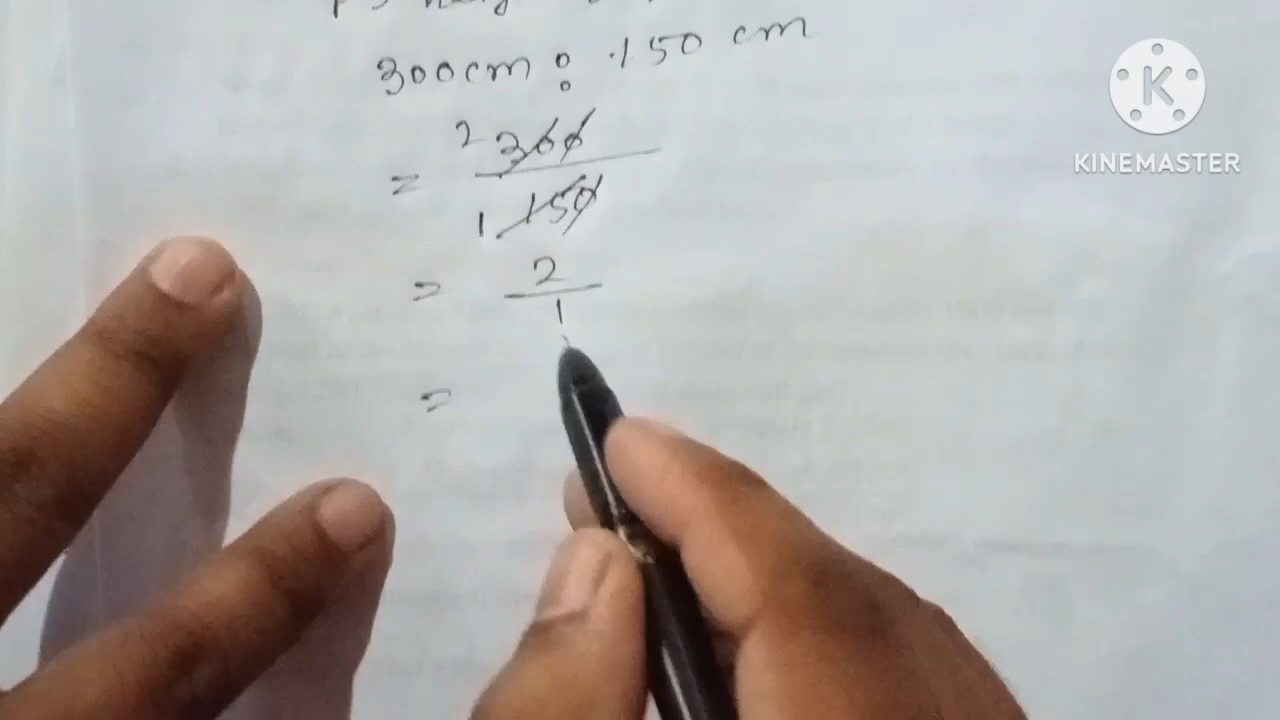 300cm : 150 cm
= 2 300 / 1 150
= 2 / 1
=
K
KINEMASTER